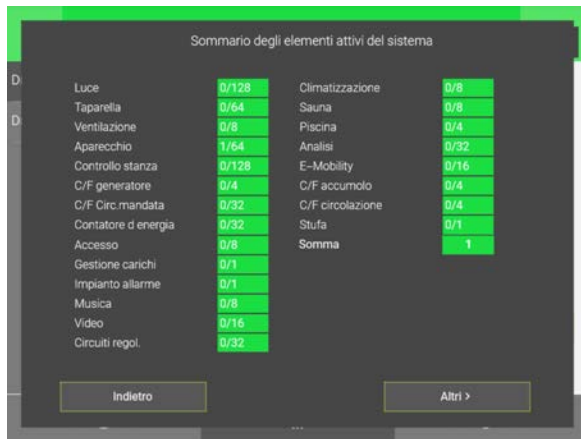 Sommario degli elementi attivi del sistema
Luce 0/128
Taparella 0/64
Ventilazione 0/8
Aparecchio 1/64
Controllo stanza 0/128
C/F generatore 0/4
C/F Circ.mandata 0/32
Contatore d energia 0/32
Accesso 0/8
Gestione carichi 0/1
Impianto allarme 0/1
Musica 0/8
Video 0/16
Circuiti regol. 0/32
Climatizzazione 0/8
Sauna 0/8
Piscina 0/4
Analisi 0/32
E-Mobility 0/16
C/F accumolo 0/4
C/F circolazione 0/4
Stufa 0/1
Somma 1
Indietro
Altri >